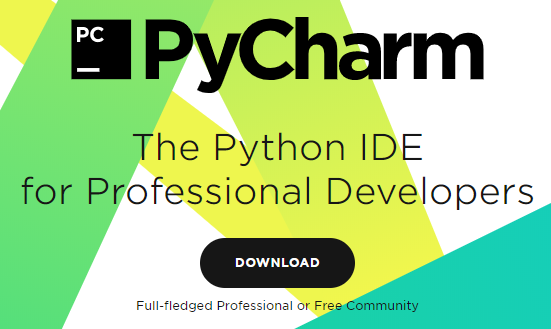 PC
PyCharm
The Python IDE
for Professional Developers
DOWNLOAD
Full-fledged Professional or Free Community